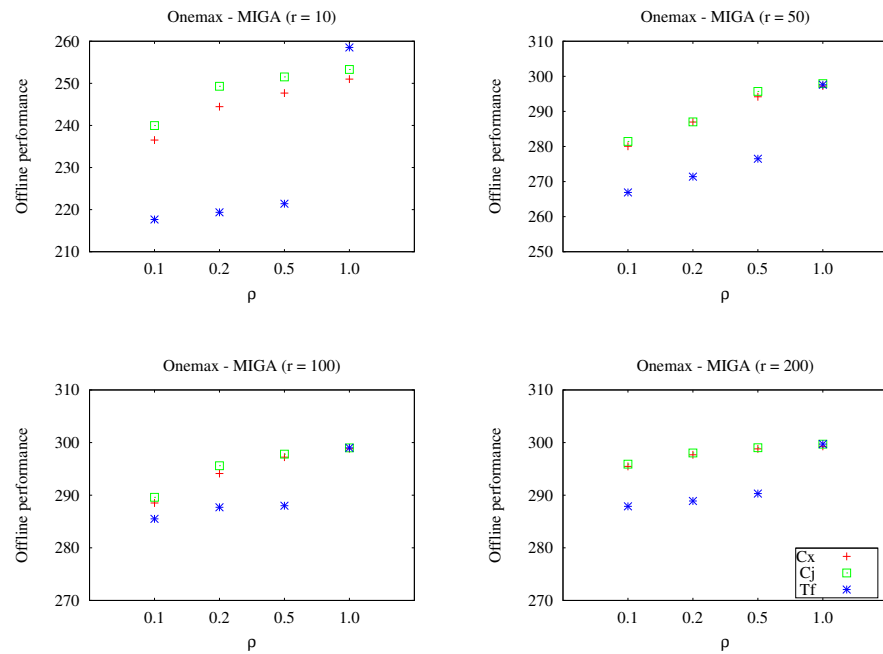 Onemax - MIGA (r = 10)
260
250
240
230
220
210
Offline performance
0.1 0.2 0.5 1.0
ρ
Onemax - MIGA (r = 50)
310
300
290
280
270
260
250
Offline performance
0.1 0.2 0.5 1.0
ρ
Onemax - MIGA (r = 100)
310
300
290
280
270
Offline performance
0.1 0.2 0.5 1.0
ρ
Onemax - MIGA (r = 200)
310
300
290
280
270
Offline performance
0.1 0.2 0.5 1.0
ρ
Cx
Cj
Tf